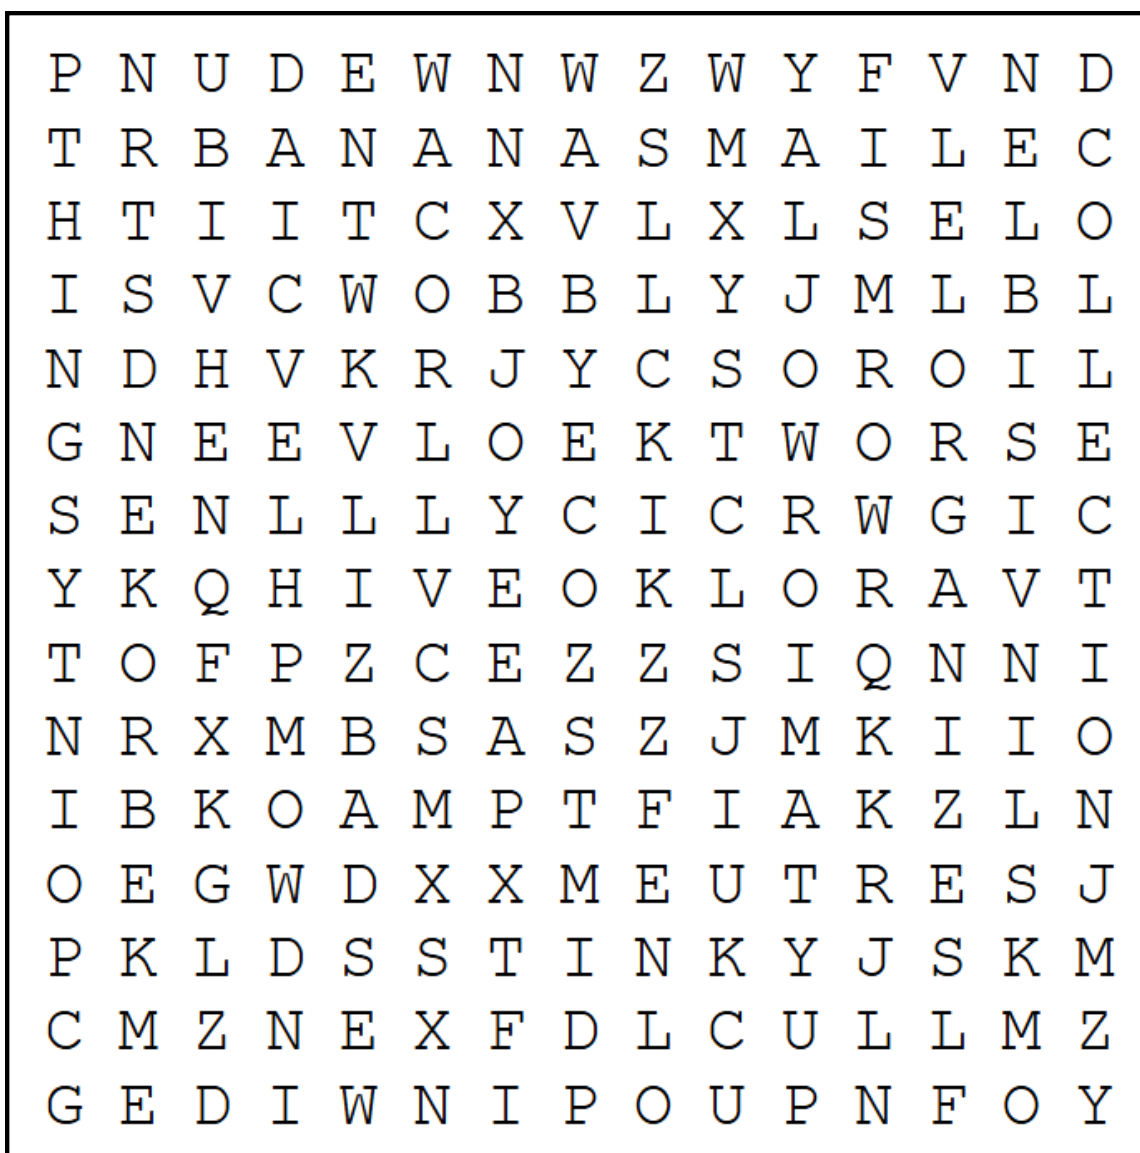 P N U D E W N W Z W Y F V N D
T R B A N A N A S M A I L E C
H T I I T C X V L X L S E L O
I S V C W O B B L Y J M L B L
N D H V K R J Y C S O R O I L
G N E E V L O E K T W O R S E
S E N L L L Y C I C R W G I C
Y K Q H I V E O K L O R A V T
T O F P Z C E Z Z S I Q N N I
N R X M B S A S Z J M K I I O
I B K O A M P T F I A K Z L N
O E G W D X X M E U T R E S J
P K L D S S T I N K Y J S K M
C M Z N E X F D L C U L L M Z
G E D I W N I P O U P N F O Y